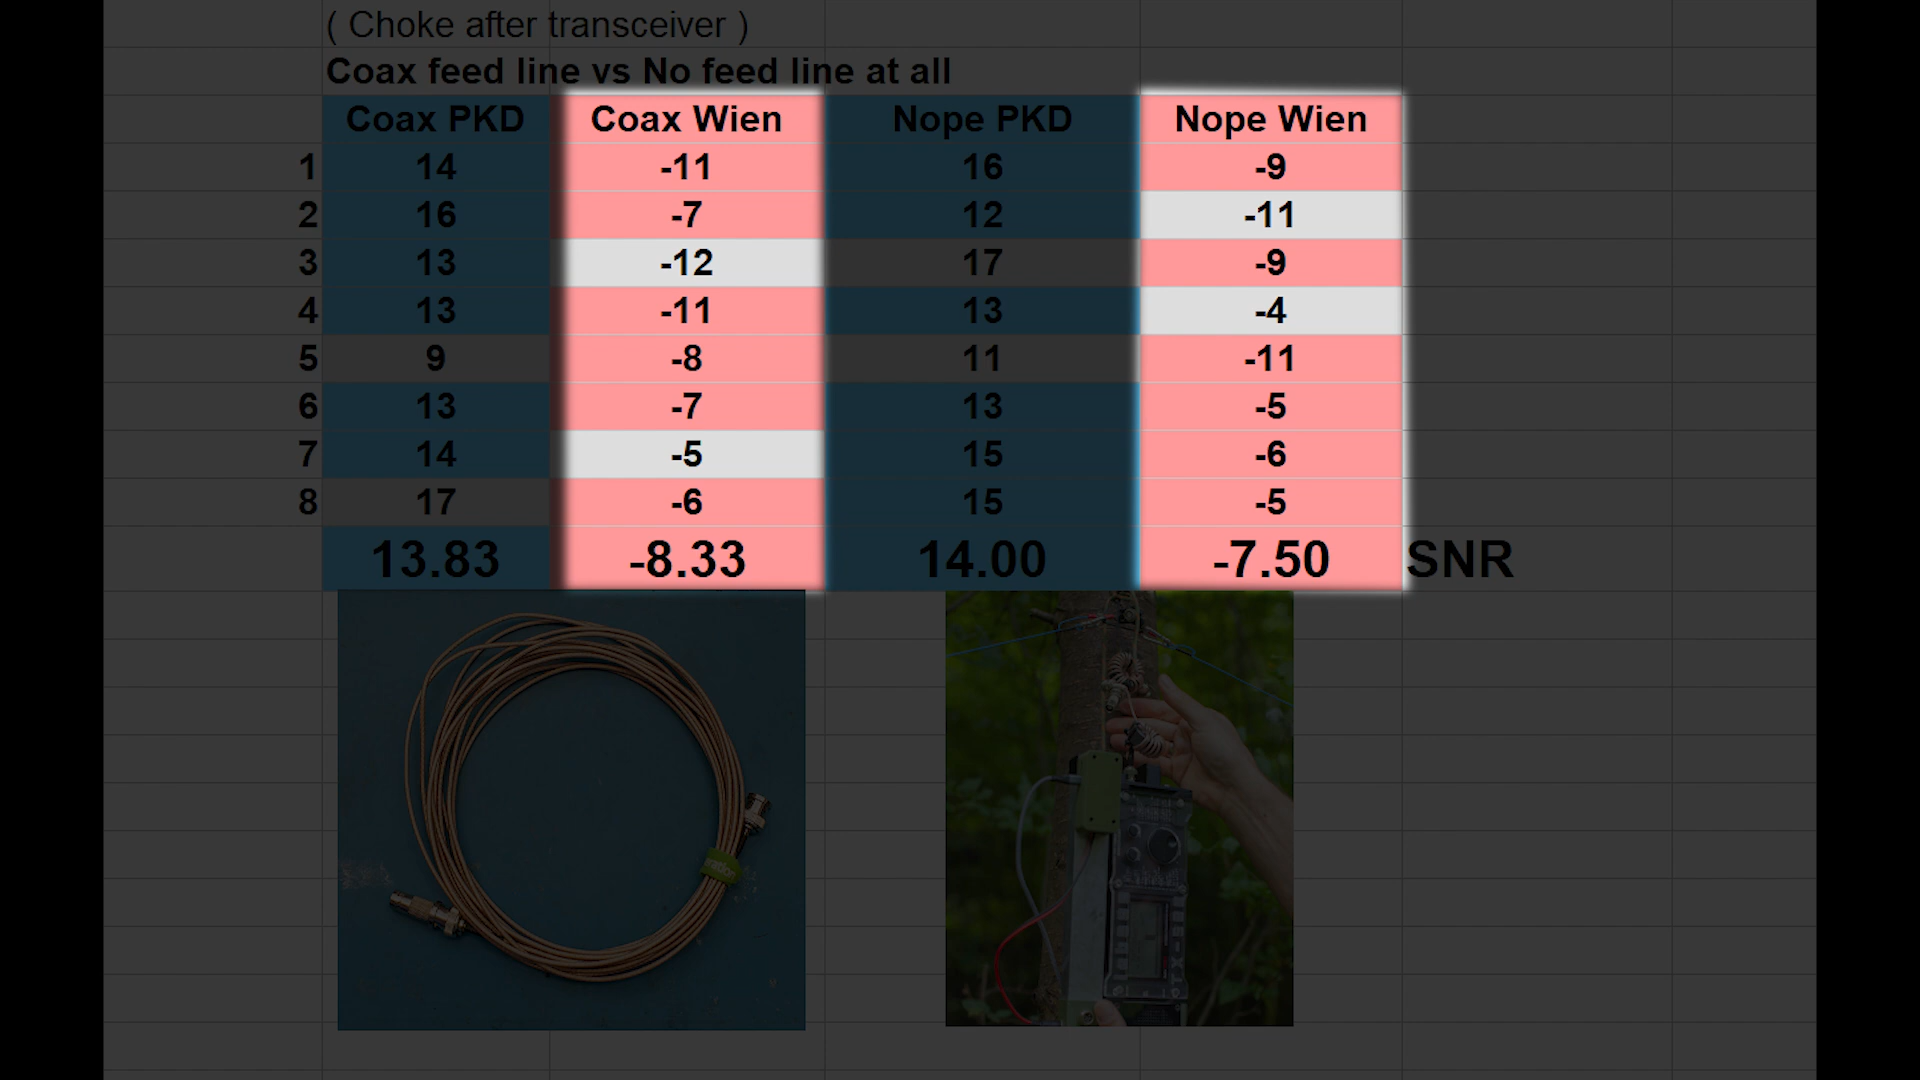 ( Choke after transceiver )
Coax feed line vs No feed line at all
Coax PKD Coax Wien Nope PKD Nope Wien
1 14 -11 16 -9
2 16 -7 12 -11
3 13 -12 17 -9
4 13 -11 13 -4
5 9 -8 11 -11
6 13 -7 13 -5
7 14 -5 15 -6
8 17 -6 15 -5
13.83 -8.33 14.00 -7.50 SNR